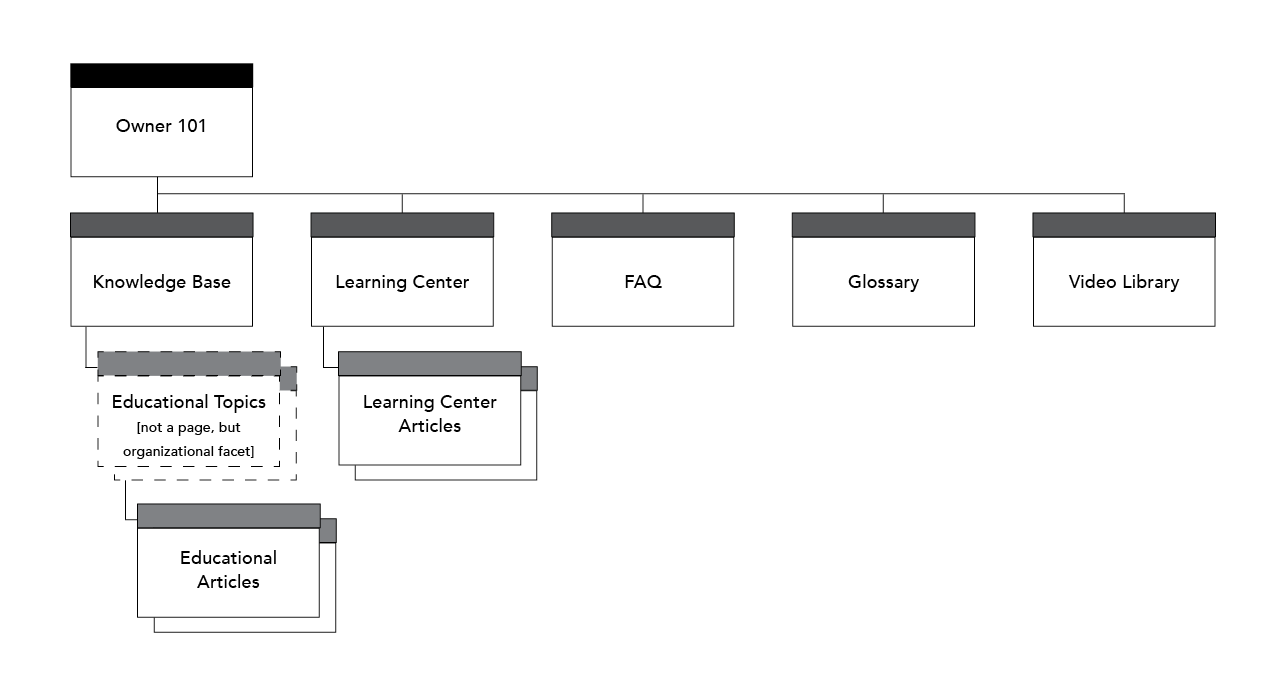 Owner 101
Knowledge Base
Learning Center
FAQ
Glossary
Video Library
Educational Topics
[not a page, but
organizational facet]
Learning Center
Articles
Educational
Articles